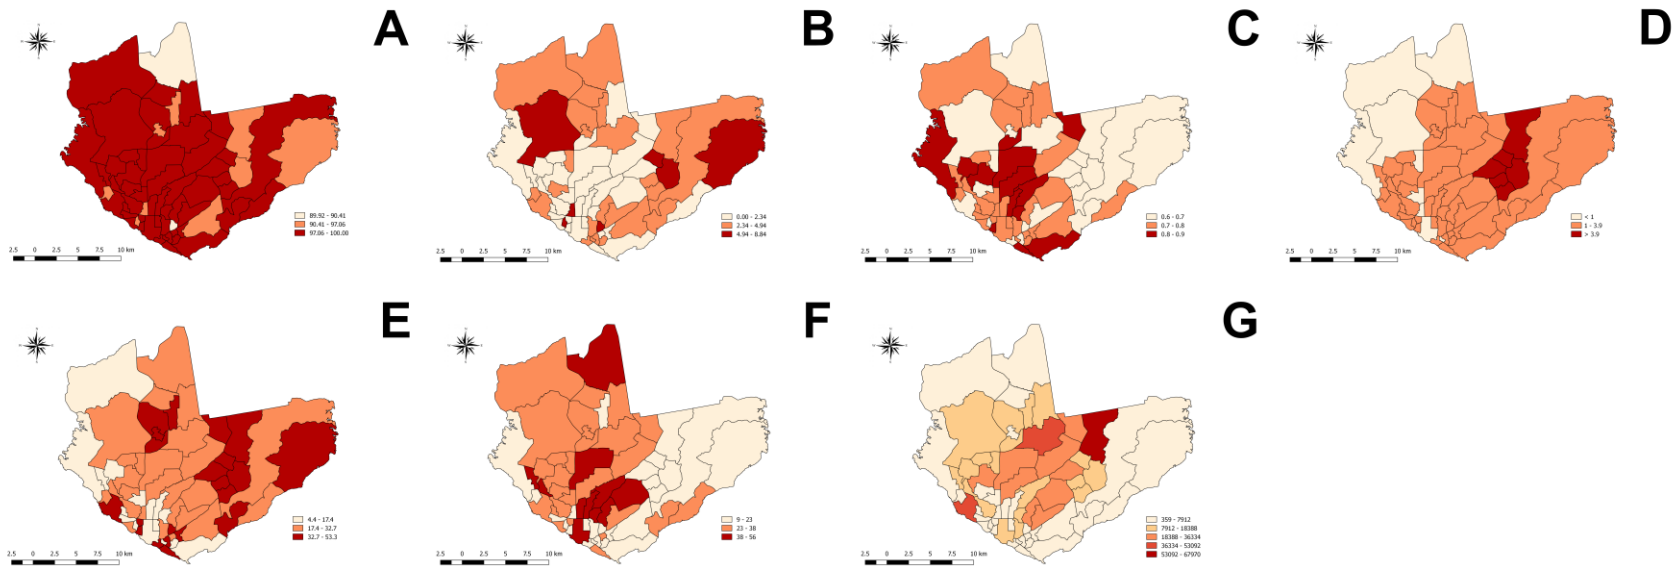 A
B
C
D
89.92 - 90.41
90.41 - 97.06
97.06 - 100.00
2.5 0 2.5 5 7.5 10 km
0.00 - 2.34
2.34 - 4.94
4.94 - 8.84
2.5 0 2.5 5 7.5 10 km
0.6 - 0.7
0.7 - 0.8
0.8 - 0.9
2.5 0 2.5 5 7.5 10 km
< 1
1 - 3.9
> 3.9
2.5 0 2.5 5 7.5 10 km
E
F
G
4.4 - 17.4
17.4 - 32.7
32.7 - 53.3
2.5 0 2.5 5 7.5 10 km
9 - 23
23 - 38
38 - 56
2.5 0 2.5 5 7.5 10 km
359 - 7912
7912 - 18388
18388 - 36334
36334 - 53092
53092 - 67970
2.5 0 2.5 5 7.5 10 km